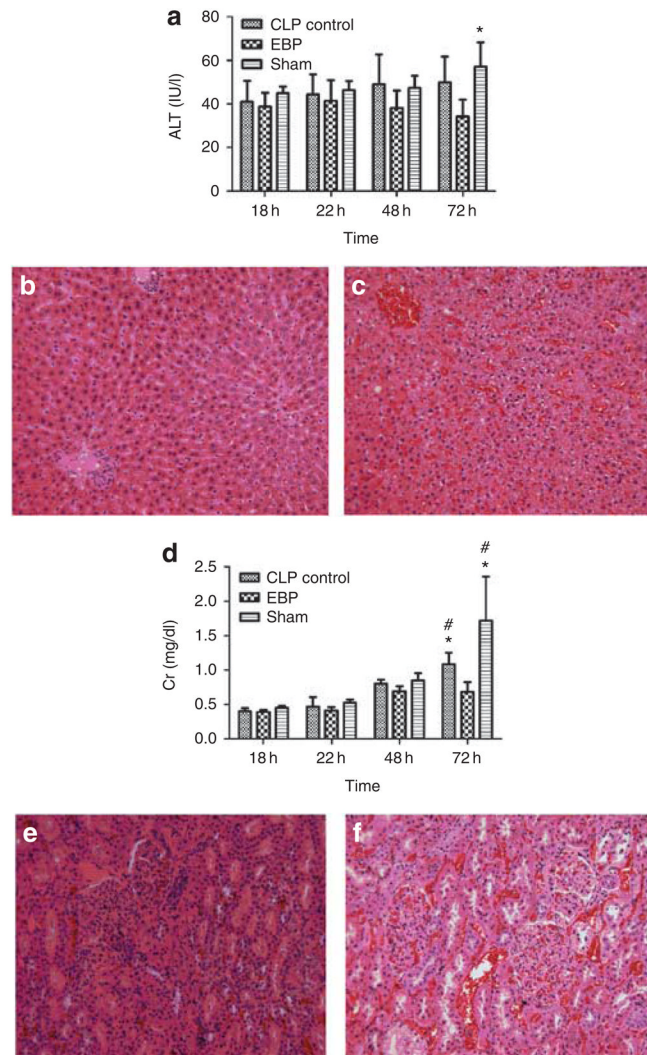 a
CLP control
EBP
Sham
*
80
60
40
20
0
ALT (IU/l)
18 h 22 h 48 h 72 h
Time
b
c
d
CLP control
EBP
Sham
#
*
#
*
2.5
2.0
1.5
1.0
0.5
0.0
Cr (mg/dl)
18 h 22 h 48 h 72 h
Time
e
f